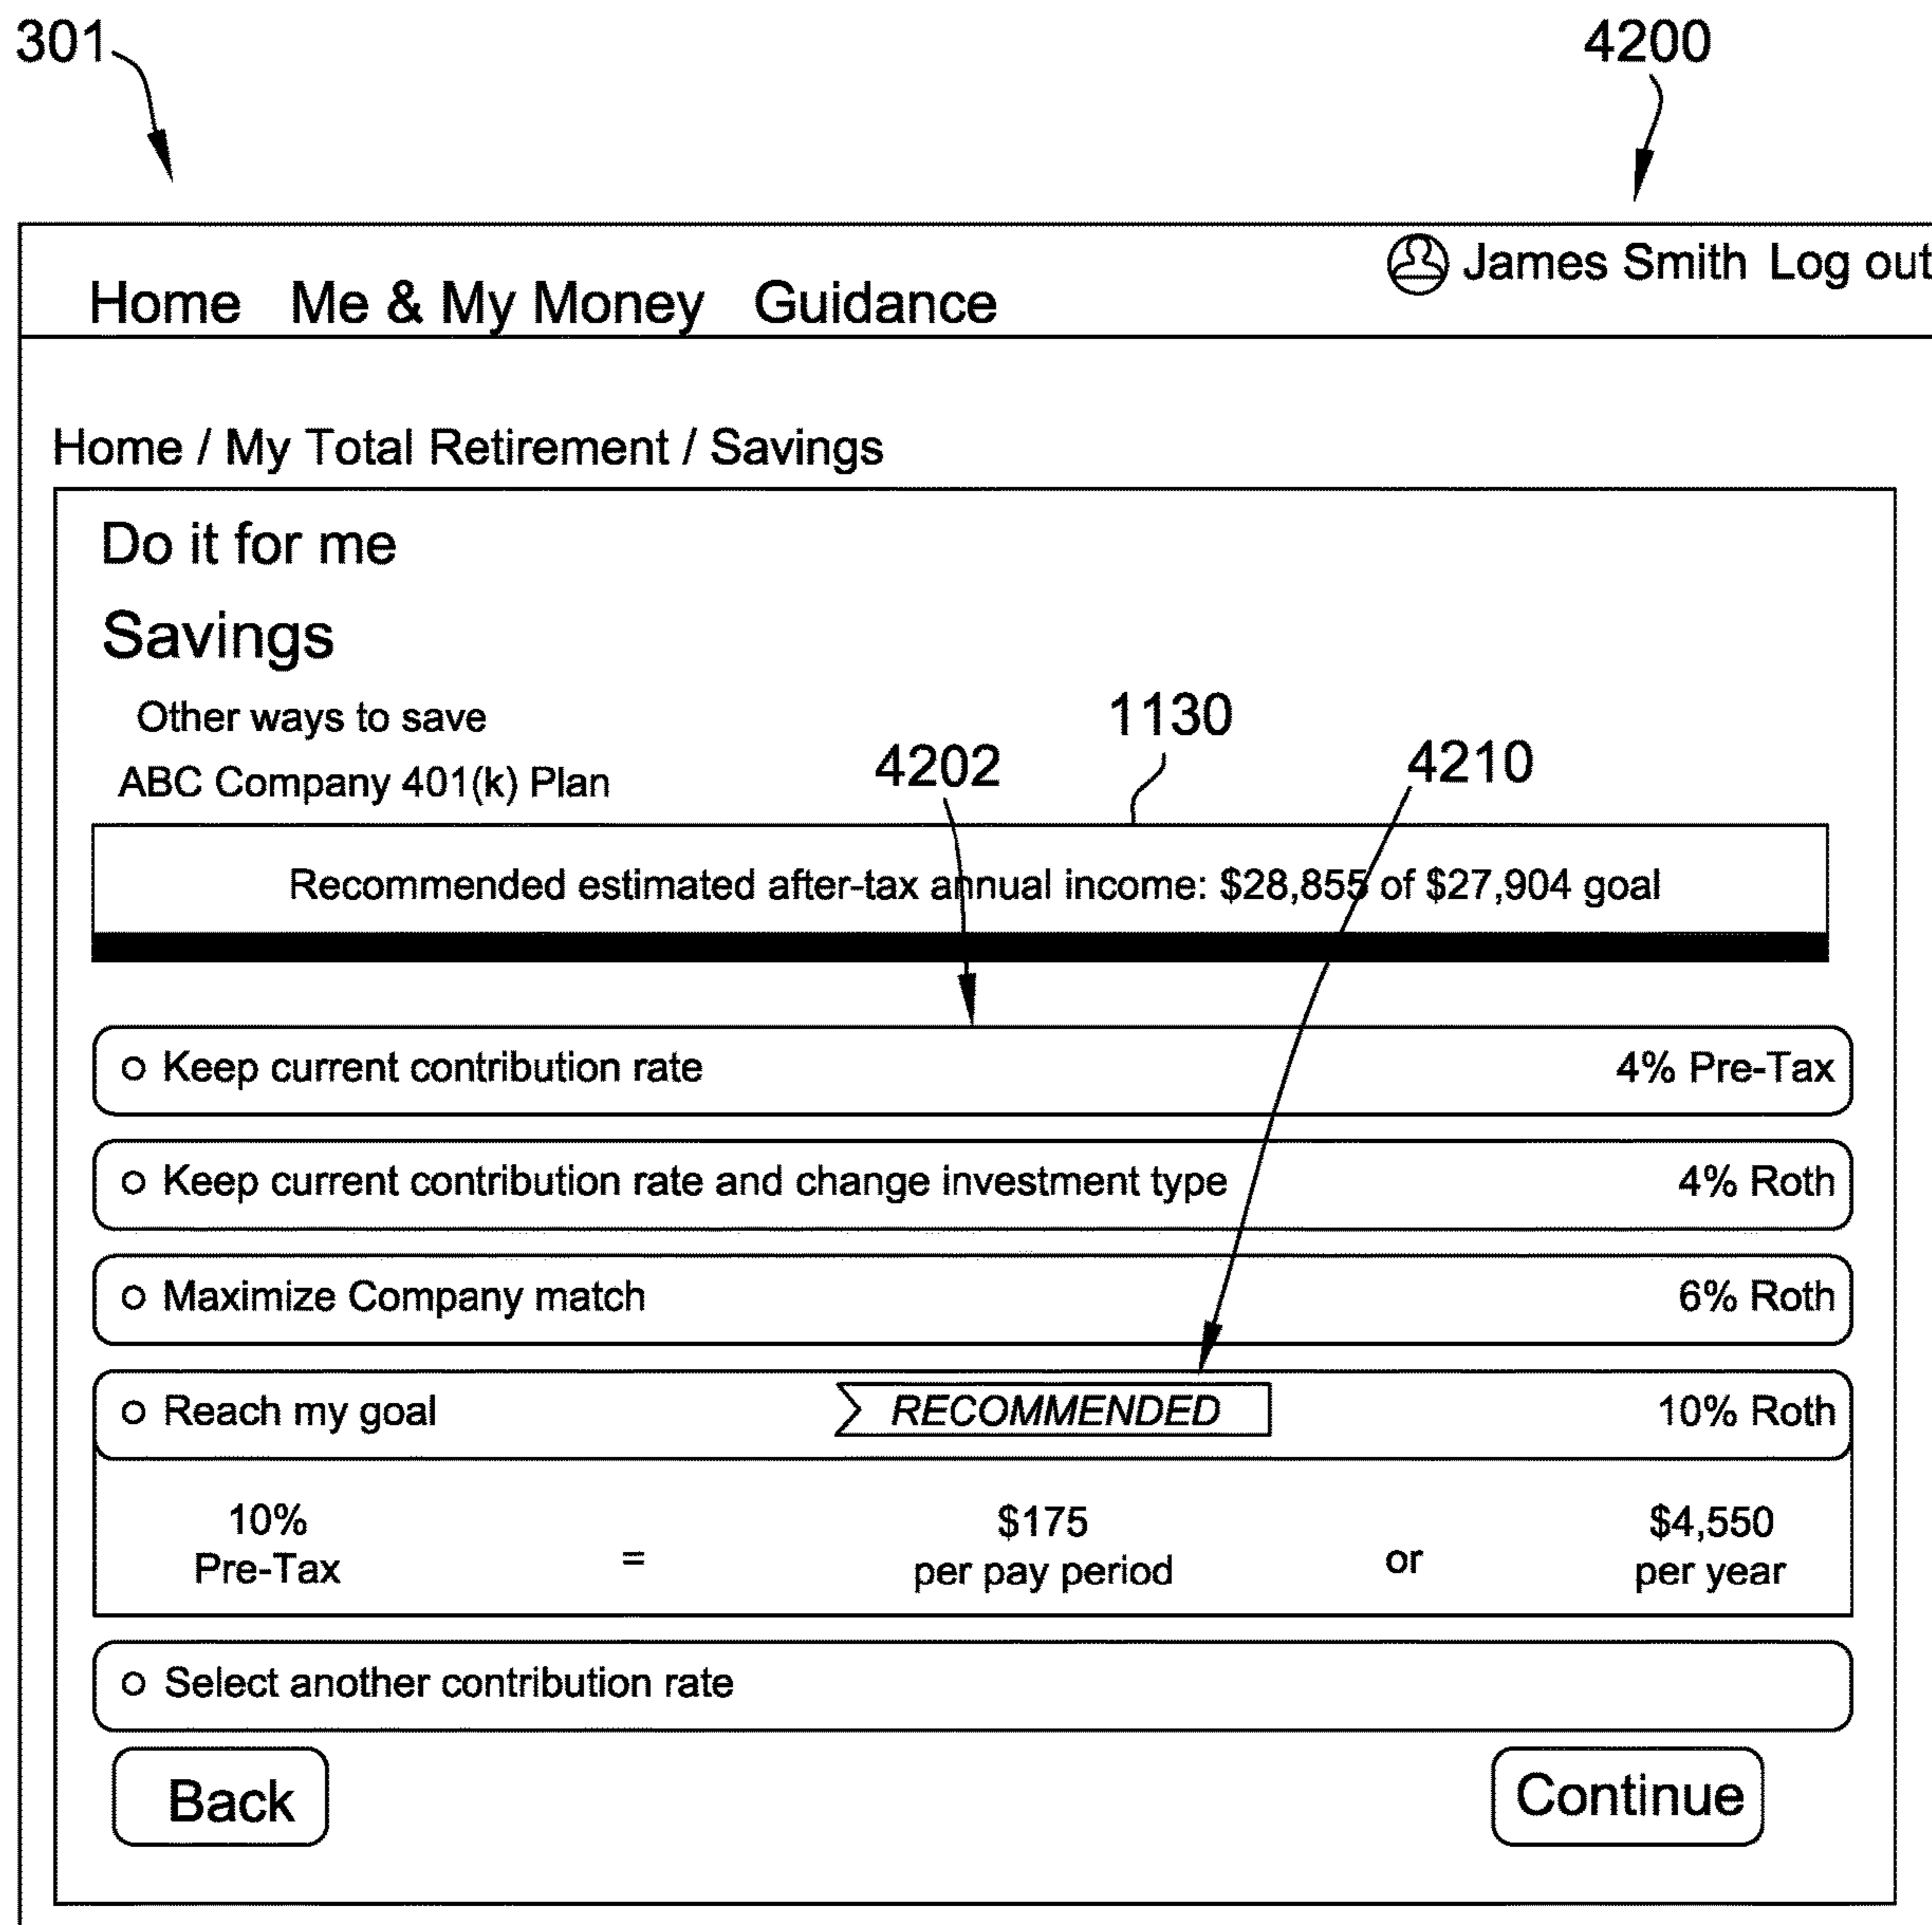 301
4200
James Smith Log out
Home Me & My Money Guidance
Home / My Total Retirement / Savings
Do it for me
Savings
Other ways to save
1130
4202
4210
ABC Company 401(k) Plan
Recommended estimated after-tax annual income: $28,855 of $27,904 goal
Keep current contribution rate 4% Pre-Tax
Keep current contribution rate and change investment type 4% Roth
Maximize Company match 6% Roth
Reach my goal RECOMMENDED 10% Roth
10% $175 $4,550
Pre-Tax = per pay period or per year
Select another contribution rate
Back Continue